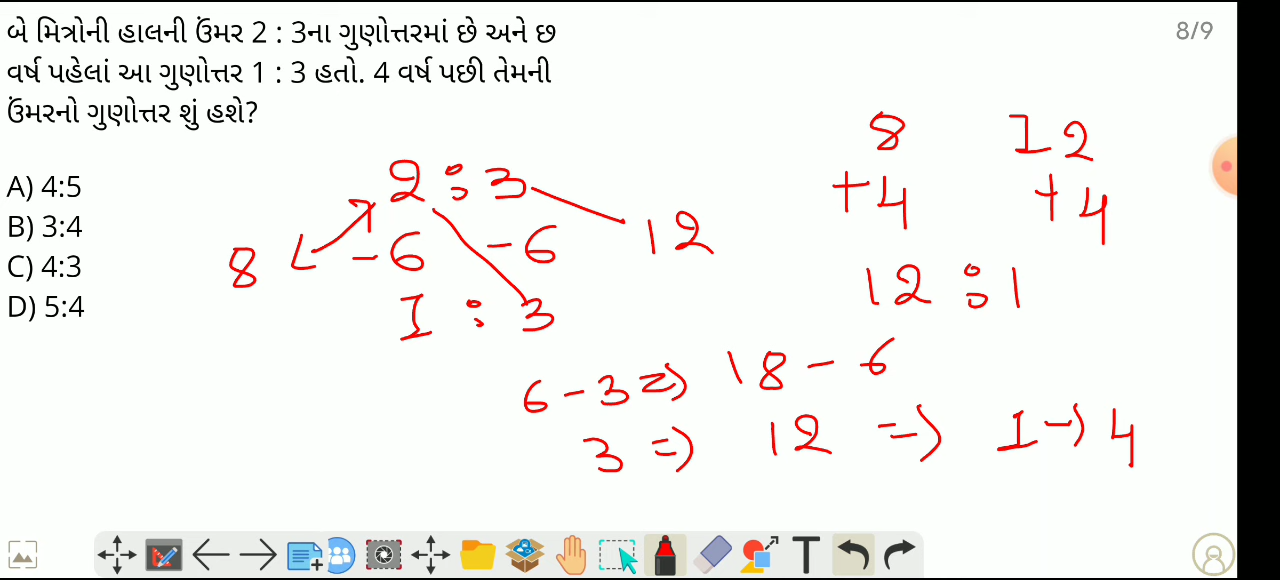 બે મિત્રોની હાલની ઉંમર 2 : 3ના ગુણોત્તરમાં છે અને છ
વર્ષ પહેલાં આ ગુણોત્તર 1 : 3 હતો. 4 વર્ષ પછી તેમની
ઉંમરનો ગુણોત્તર શું હશે?
8/9
A) 4:5
B) 3:4
C) 4:3
D) 5:4
2 : 3
8 - 6 - 6 12
1 : 3
8 12
+4 +4
12 : 1
6 - 3 => 18 - 6
3 => 12 => 1 -> 4
T